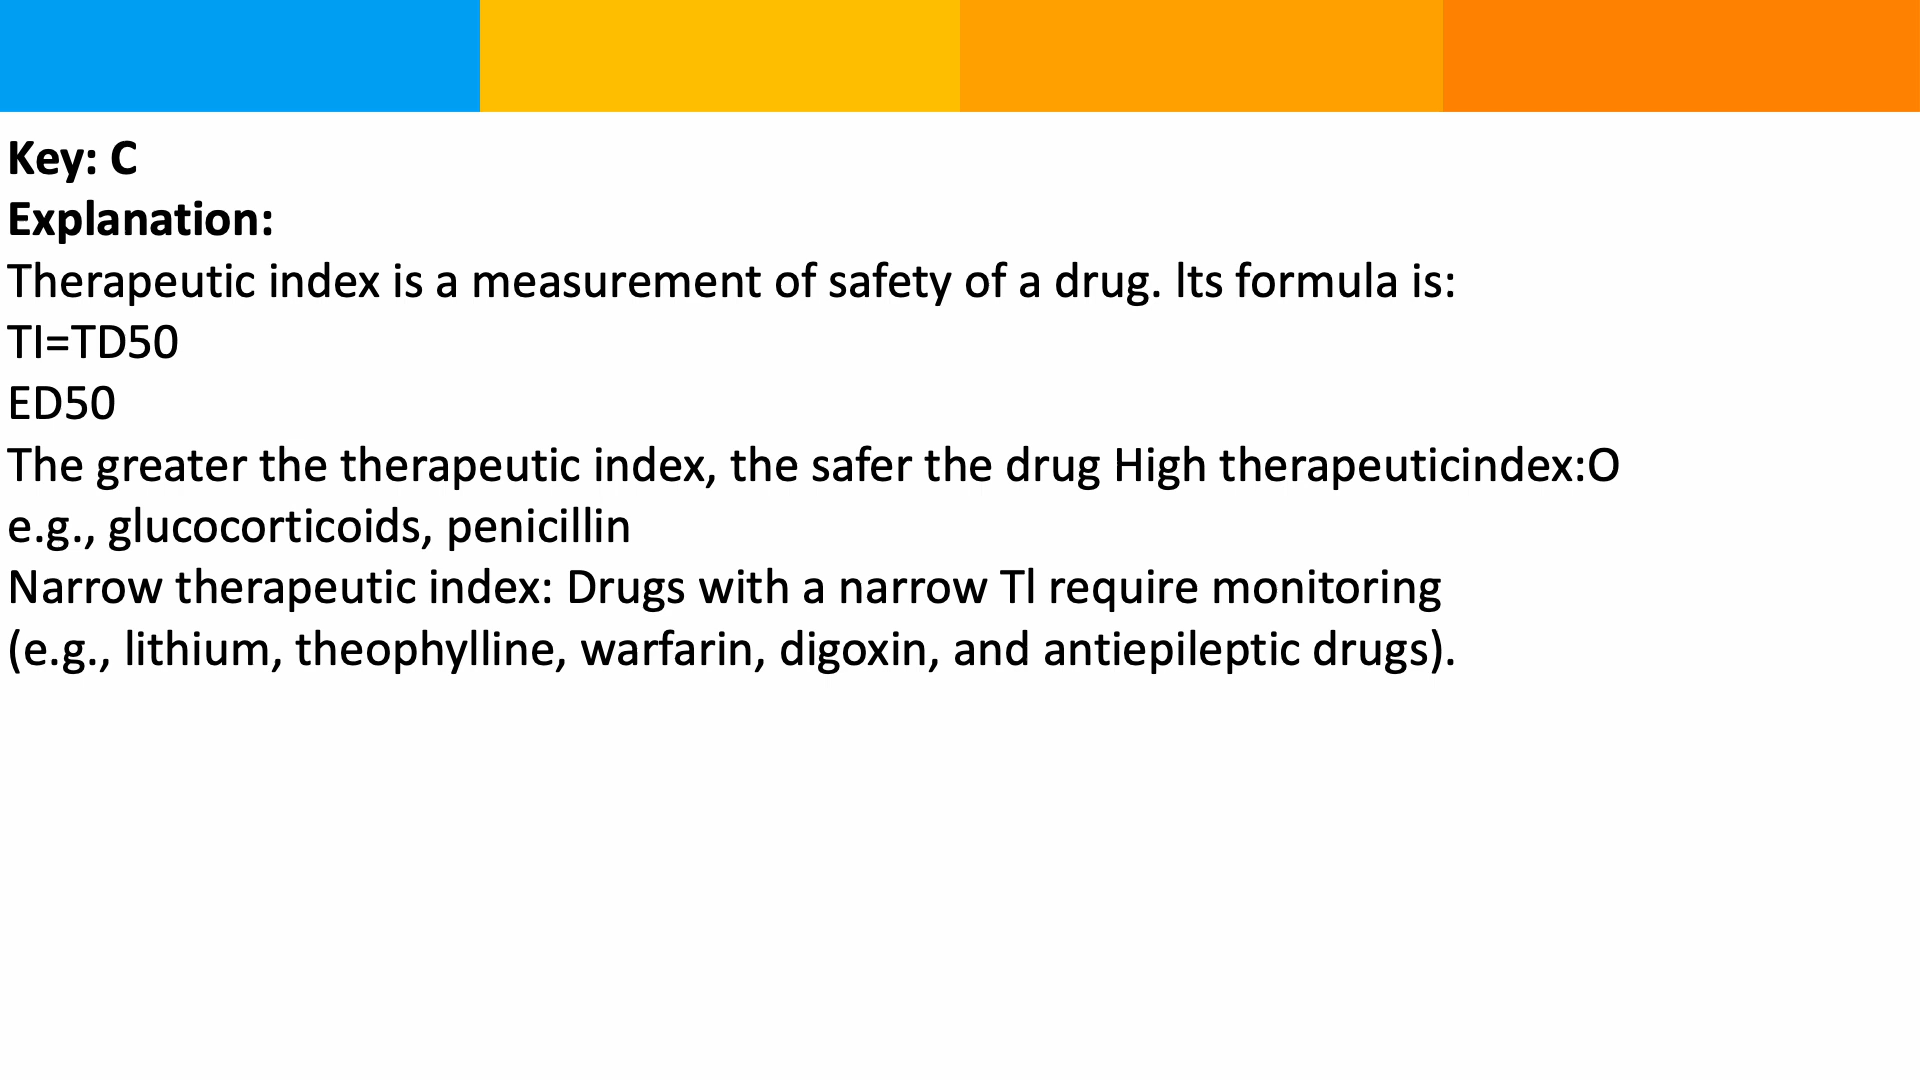 Key: C
Explanation:
Therapeutic index is a measurement of safety of a drug. lts formula is:
TI=TD50
ED50
The greater the therapeutic index, the safer the drug High therapeuticindex:O
e.g., glucocorticoids, penicillin
Narrow therapeutic index: Drugs with a narrow Tl require monitoring
(e.g., lithium, theophylline, warfarin, digoxin, and antiepileptic drugs).